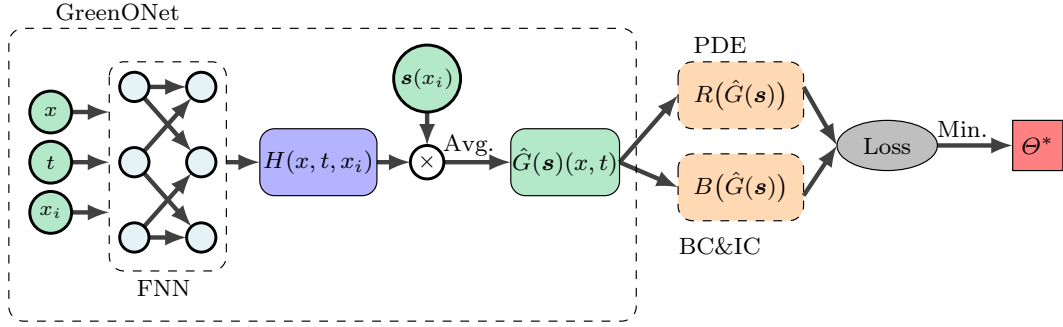 GreenONet
x
t
x_i
FNN
H(x, t, x_i)
s(x_i)
×
Avg.
Ĝ(s)(x, t)
PDE
R(Ĝ(s))
B(Ĝ(s))
BC&IC
Loss
Min.
Θ*